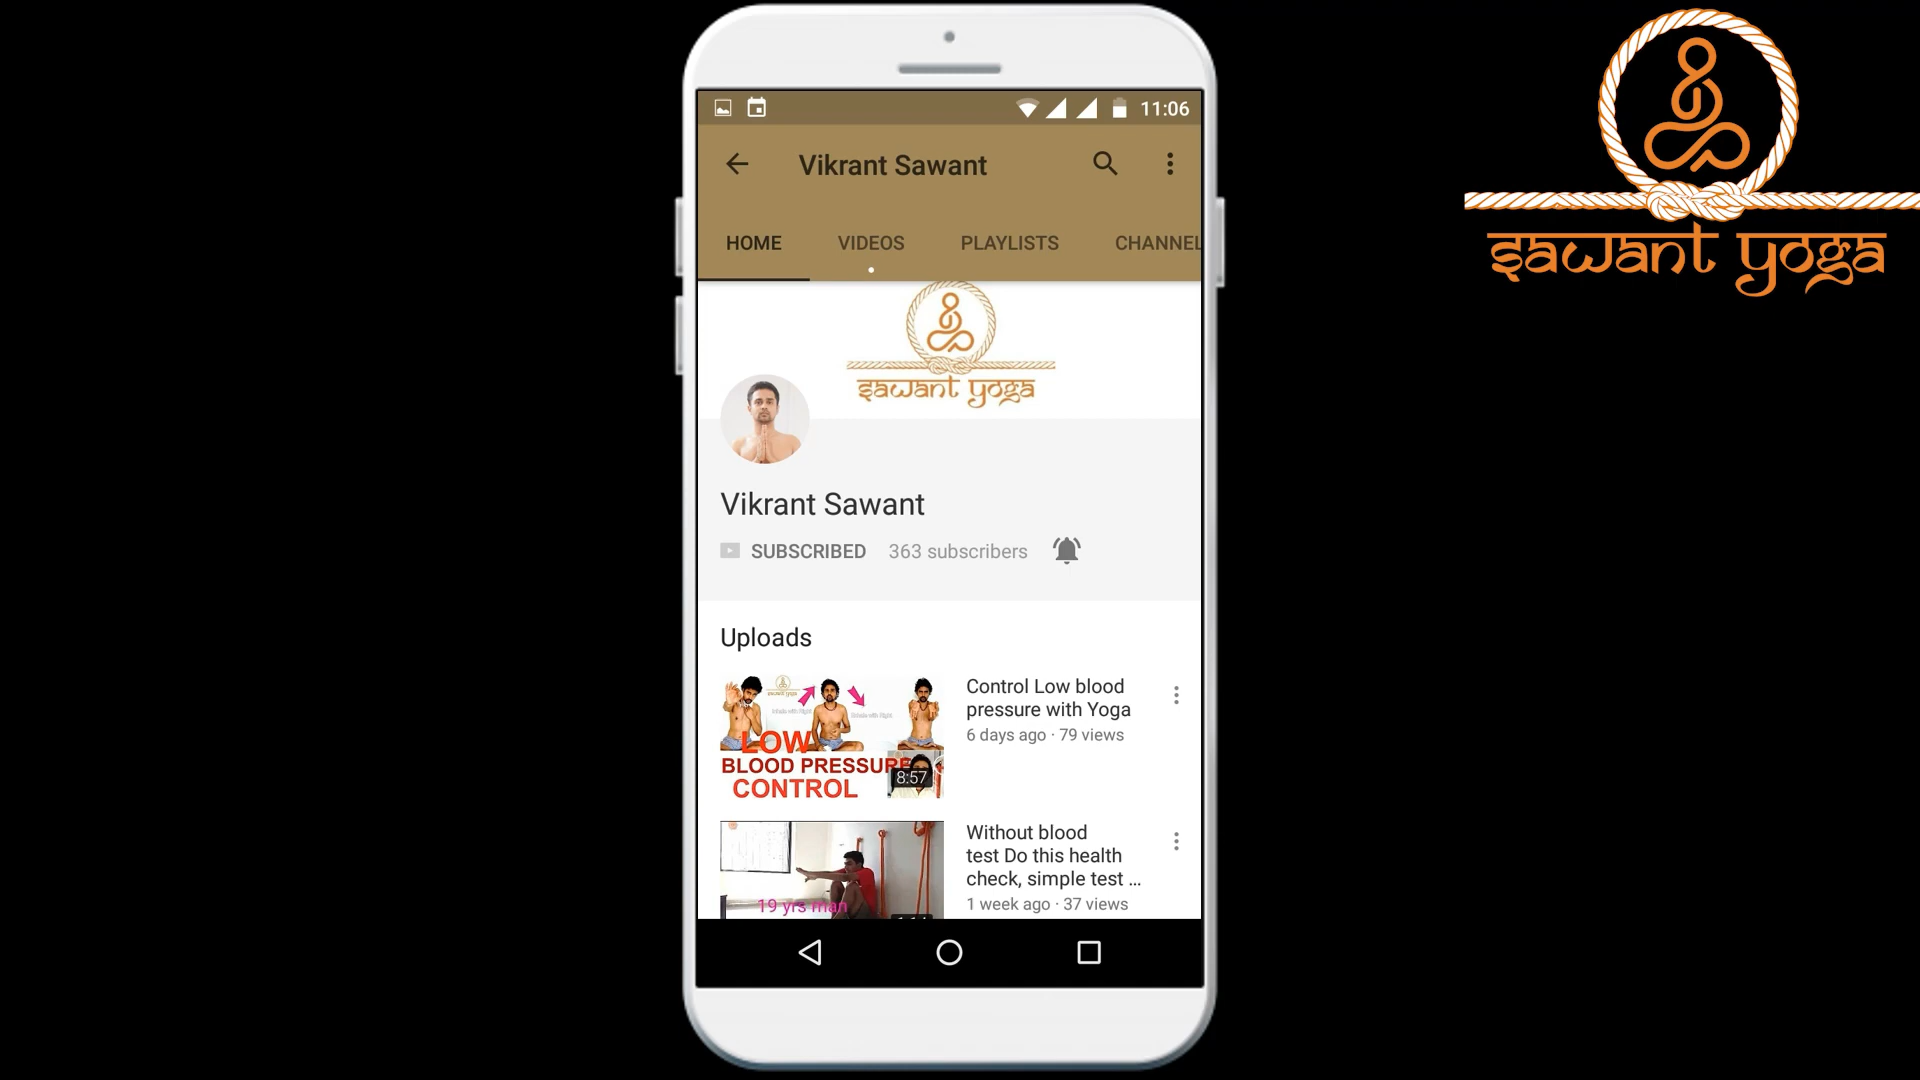 11:06
Vikrant Sawant
HOME VIDEOS PLAYLISTS CHANNEL
sawant yoga
sawant yoga
Vikrant Sawant
SUBSCRIBED 363 subscribers
Uploads
Control Low blood
pressure with Yoga
6 days ago · 79 views
LOW
BLOOD PRESSURE
CONTROL
8:57
Without blood
test Do this health
check, simple test ...
1 week ago · 37 views
19 yrs man